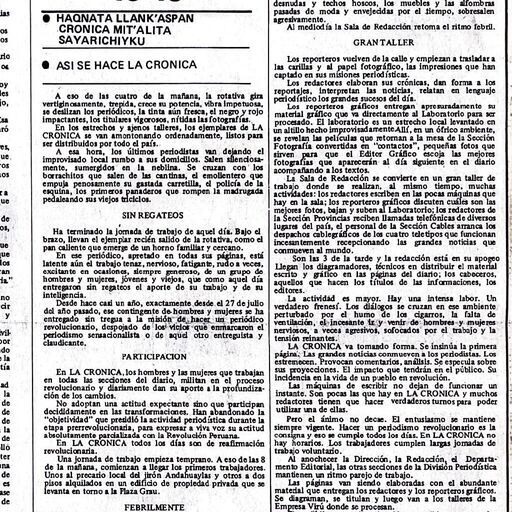 HAQNATA LLANK'ASPAN
CRONICA MIT'ALITA
SAYARICHIYKU
ASI SE HACE LA CRONICA
A eso de las cuatro de la mañana, la rotativa gira
vertiginosamente, trepida, crece su potencia, vibra impetuosa,
se deslizan los periódicos, la tinta aún fresca, el negro y rojo
impactantes, los titulares vigorosos, nítidas las fotografías.
En los estrechos y ajenos talleres, los ejemplares de LA
CRONICA se van amontonando ordenadamente, listos para
ser distribuidos por todo el país.
A esa hora, los últimos periodistas van dejando el
improvisado local rumbo a sus domicilios. Salen silenciosa-
mente, sumergidos en la neblina. Se cruzan con los
borrachitos que salen de las cantinas, el emolientero que
empuja penosamente su gastada carretilla, el policía de la
esquina, los primeros panaderos que rompen la madrugada
pedaleando sus viejos triciclos.
SIN REGATEOS
Ha terminado la jornada de trabajo de aquel día. Bajo el
brazo, llevan el ejemplar recién salido de la rotativa, como el
pan caliente que emerge de un horno familiar y cercano.
En ese periódico, apretado en todas sus páginas, está
latente aún el trabajo tenaz, nervioso, fatigante, rudo a veces,
excitante en ocasiones, siempre generoso, de un grupo de
hombres y mujeres, jóvenes y viejos, que como aquel día
entregaron sin regateos el aporte de su trabajo y de su
inteligencia.
Desde hace casi un año, exactamente desde el 27 de julio
del año pasado, ese contingente de hombres y mujeres se ha
entregado sin tregua a la misión de hacer un periódico
revolucionario, despojado de los vicios que enmarcaron el
periodismo sensacionalista o de aquel otro entreguista y
claudicante.
PARTICIPACION
En LA CRONICA, los hombres y las mujeres que trabajan
en todas las secciones del diario, militan en el proceso
revolucionario y diariamente dan su aporte a la profundiza-
ción de los cambios.
No adoptan una actitud expectante sino que participan
decididamente en las transformaciones. Han abandonado la
"objetividad" que presidió la actividad periodística durante la
etapa prerrevolucionaria, para expresar a viva voz su actitud
absolutamente parcializada con la Revolución Peruana.
En LA CRONICA todos los días son de reafirmación
revolucionaria.
Una jornada de trabajo empieza temprano. A eso de las 8
de la mañana, comienzan a llegar los primeros trabajadores.
Unos al precario local del jirón Andahuaylas y otros a dos
pisos alquilados en un edificio de propiedad privada que se
levanta en torno a la Plaza Grau.
FEBRILMENTE
desnudas y techos hoscos, los muebles y las alfombras
pasadas de moda y envejecidas por el tiempo, sobresalen
agresivamente.
Al mediodía la Sala de Redacción retoma el ritmo febril.
GRAN TALLER
Los reporteros vuelven de la calle y empiezan a trasladar a
las carillas y al papel fotográfico, las impresiones que han
captado en sus misiones periodísticas.
Los redactores elaboran sus crónicas, dan forma a los
reportajes, interpretan las noticias, relatan en lenguaje
periodístico los grandes sucesos del día.
Los reporteros gráficos entregan apresuradamente su
material gráfico que va directamente al Laboratorio para ser
procesado. El laboratorio es un estrecho local levantado en
un altillo hecho improvisadamente. Allí, en un ófrico ambiente,
se revelan las películas que retornan a la mesa de la Sección
Fotografía convertidas en "contactos", pequeñas fotos que
sirven para que el Editor Gráfico escoja las mejores
fotografías que aparecerán al día siguiente en el diario
acompañando a los textos.
La Sala de Redacción se convierte en un gran taller de
trabajo donde se realizan, al mismo tiempo, muchas
actividades: los redactores escriben en las pocas máquinas que
hay en la sala; los reporteros gráficos discuten cuáles son las
mejores fotos, bajan y suben al Laboratorio; los redactores de
la Sección Provincias reciben llamadas telefónicas de diversos
lugares del país, el personal de la Sección Cables arranca los
despachos cablegráficos de los cuatro teletipos que funcionan
incesantemente recepcionando las grandes noticias que
conmueven al mundo.
Son las 3 de la tarde y la redacción está en su apogeo
Llegan los diagramadores, técnicos en distribuir el material
escrito y gráfico en las páginas del diario; los cabeceros,
aquellos que hacen los títulos de las informaciones, los
editores.
La actividad es mayor. Hay una intensa labor. Un
verdadero frenesí. Los diálogos se cruzan en ese ambiente
perturbado por el humo de los cigarros, la falta de
ventilación, el incesante ir y venir de hombres y mujeres
nerviosos, a veces agresivos, sofocados por el trabajo y la
tensión reinantes.
LA CRONICA va tomando forma. Se insinúa la primera
página. Las grandes noticias conmueven a los periodistas. Los
estremecen. Provocan comentarios, análisis. Se especula sobre
sus proyecciones. El impacto que tendrán en el público. Su
incidencia en la vida de un pueblo en revolución.
Las máquinas de escribir no dejan de funcionar un
instante. Son pocas las que hay en LA CRONICA y muchos
redactores tienen que hacer verdaderos turnos para poder
utilizar una de ellas.
Pero el ánimo no decae. El entusiasmo se mantiene
siempre vigente. Hacer un periodismo revolucionario es la
consigna y eso se cumple todos los días. En LA CRONICA no
hay horarios. Los trabajadores cumplen largas jornadas de
trabajo voluntario.
Al anochecer la Dirección, la Redacción, el Departa-
mento Editorial, las otras secciones de la División Periodística
mantienen un ritmo parejo de trabajo.
Las páginas van siendo elaboradas con el abundante
material que entregan los redactores y los reporteros gráficos.
Se diagraman, se titulan y luego van a los talleres de la
Empresa Virú donde se procesan.